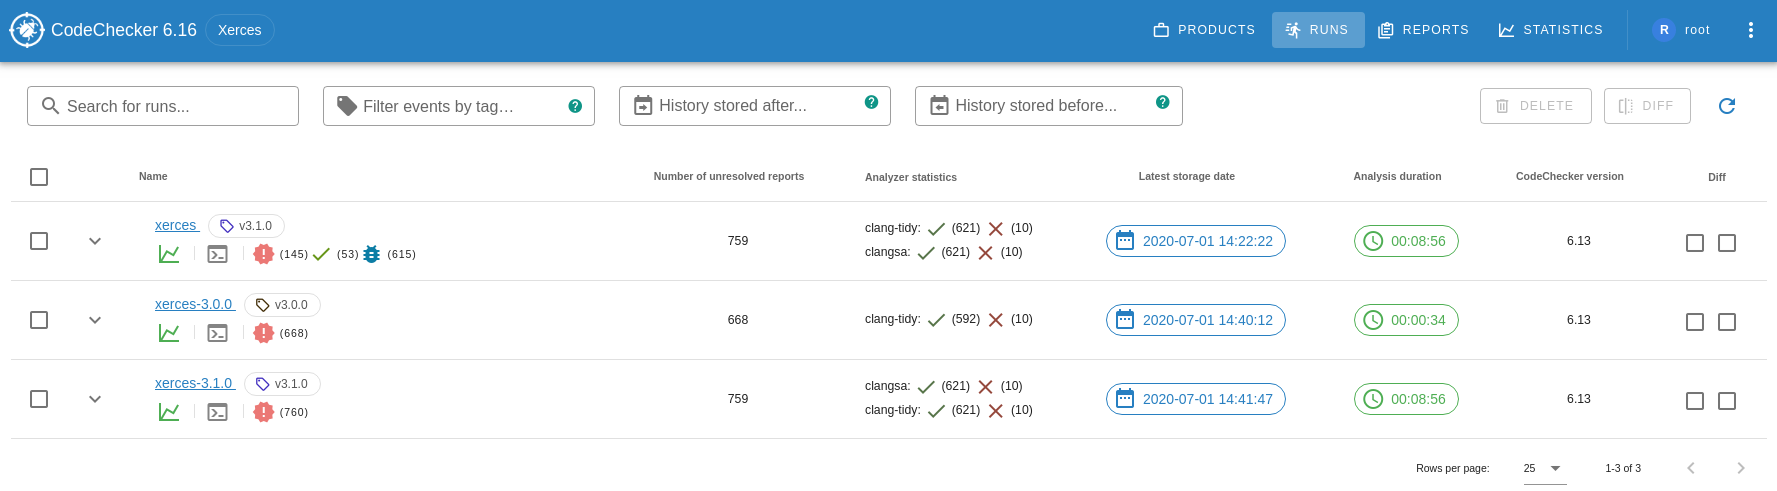 CodeChecker 6.16 Xerces PRODUCTS RUNS REPORTS STATISTICS R root
Search for runs... Filter events by tag… History stored after... History stored before... DELETE DIFF
Name Number of unresolved reports Analyzer statistics Latest storage date Analysis duration CodeChecker version Diff
xerces v3.1.0
(145) (53) (615)
759
clang-tidy: (621) (10)
clangsa: (621) (10)
2020-07-01 14:22:22 00:08:56 6.13
xerces-3.0.0 v3.0.0
(668)
668
clang-tidy: (592) (10)
2020-07-01 14:40:12 00:00:34 6.13
xerces-3.1.0 v3.1.0
(760)
759
clangsa: (621) (10)
clang-tidy: (621) (10)
2020-07-01 14:41:47 00:08:56 6.13
Rows per page: 25 1-3 of 3